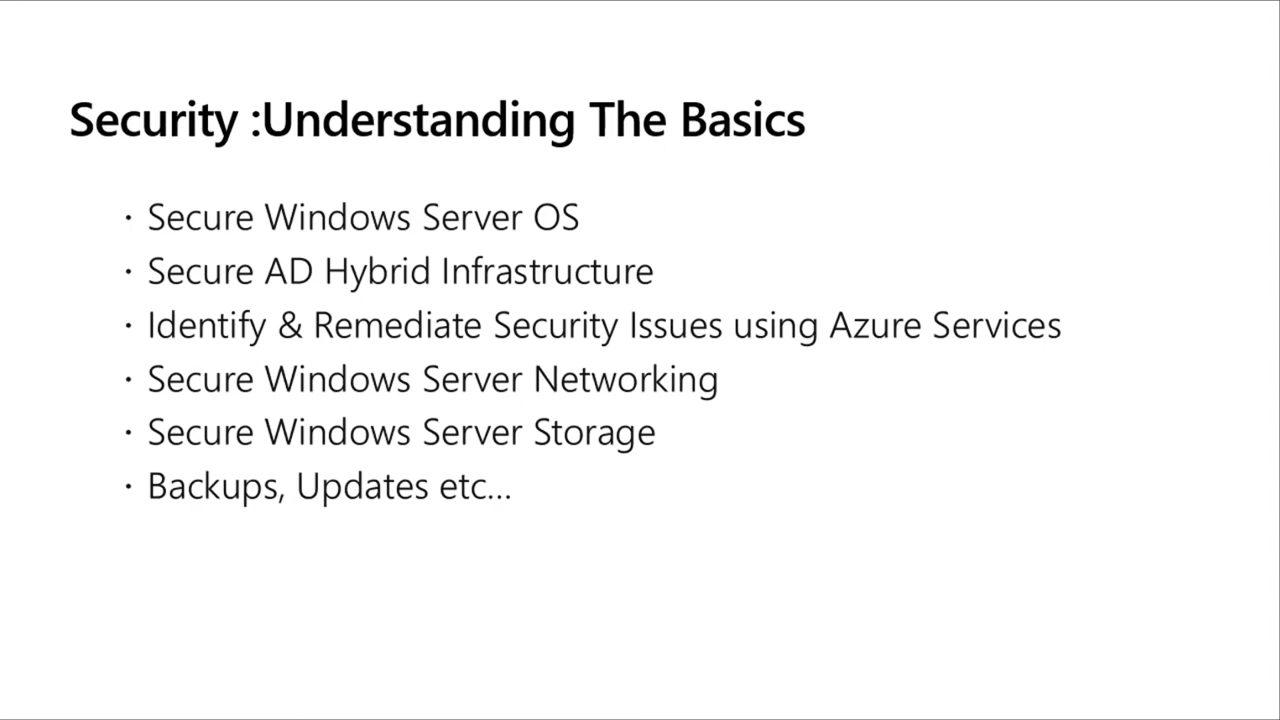 Security :Understanding The Basics
· Secure Windows Server OS
· Secure AD Hybrid Infrastructure
· Identify & Remediate Security Issues using Azure Services
· Secure Windows Server Networking
· Secure Windows Server Storage
· Backups, Updates etc...